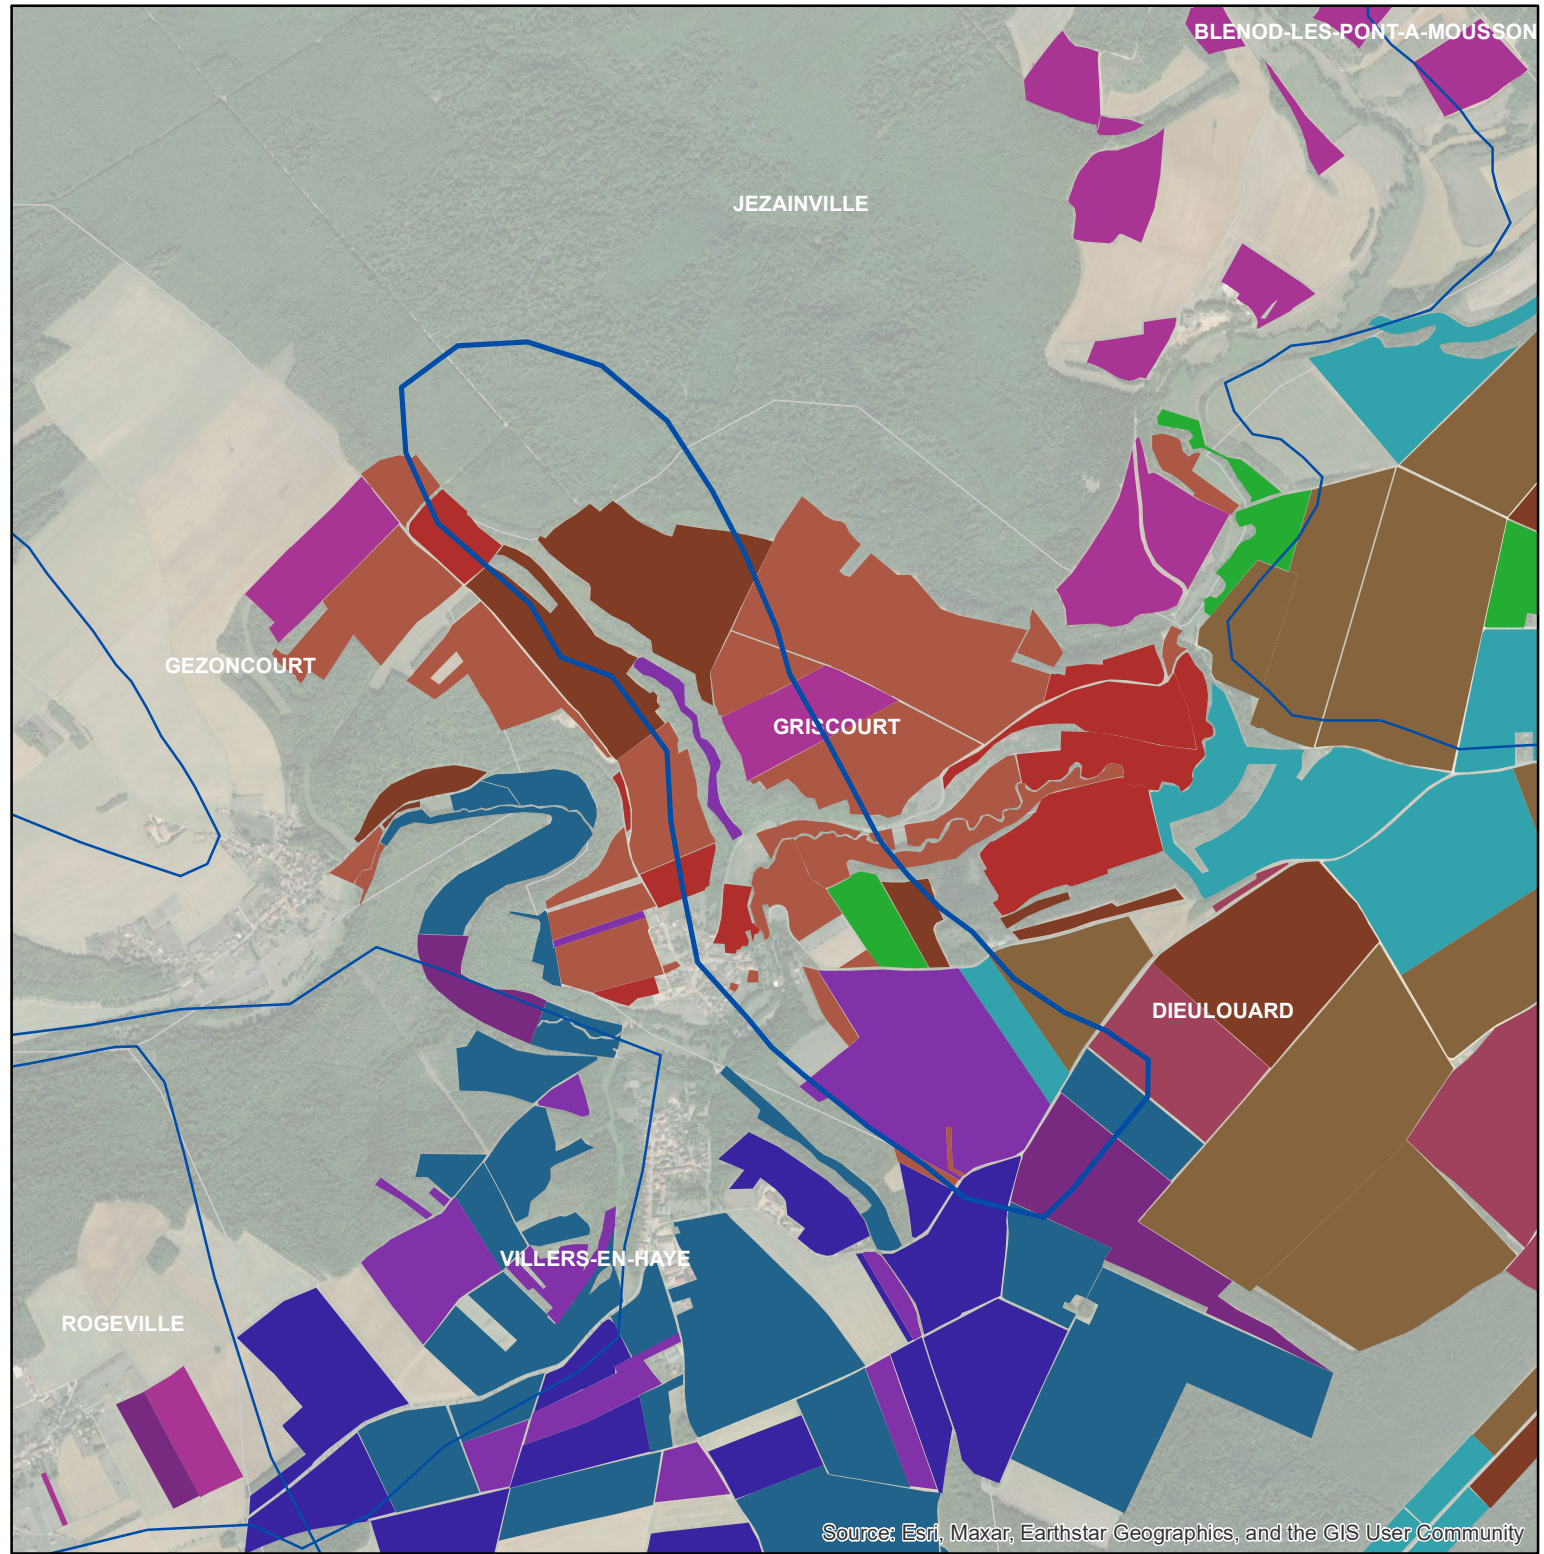 BLENOD-LES-PONT-A-MOUSSON
JEZAINVILLE
GEZONCOURT
GRISCOURT
DIEULOUARD
VILLERS-EN-HAYE
ROGEVILLE
Source: Esri, Maxar, Earthstar Geographics, and the GIS User Community